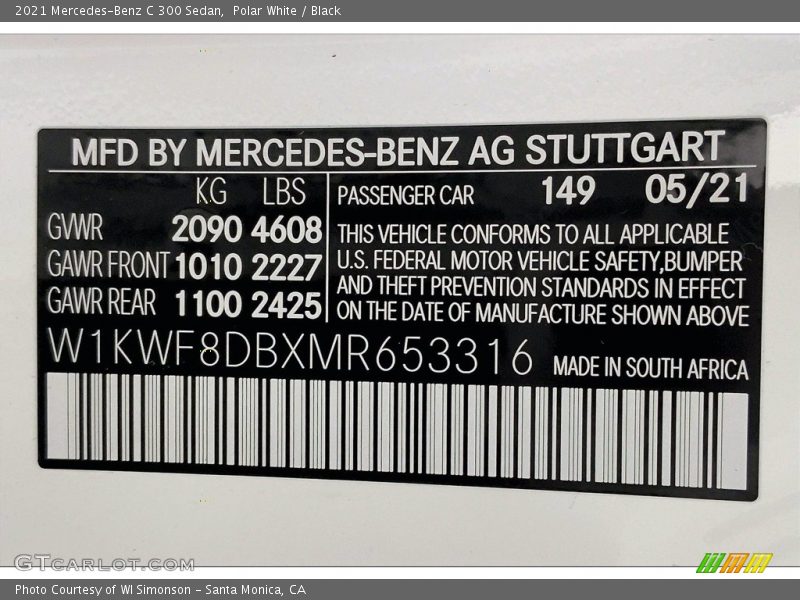 2021 Mercedes-Benz C 300 Sedan,  Polar White / Black
MFD BY MERCEDES-BENZ AG STUTTGART
KG LBS PASSENGER CAR 149 05/21
GVWR 2090 4608 THIS VEHICLE CONFORMS TO ALL APPLICABLE
GAWR FRONT 1010 2227 U.S. FEDERAL MOTOR VEHICLE SAFETY,BUMPER
GAWR REAR 1100 2425 AND THEFT PREVENTION STANDARDS IN EFFECT
ON THE DATE OF MANUFACTURE SHOWN ABOVE
W1KWF8DBXMR653316 MADE IN SOUTH AFRICA
GTCarLot.com
Photo Courtesy of WI Simonson - Santa Monica, CA